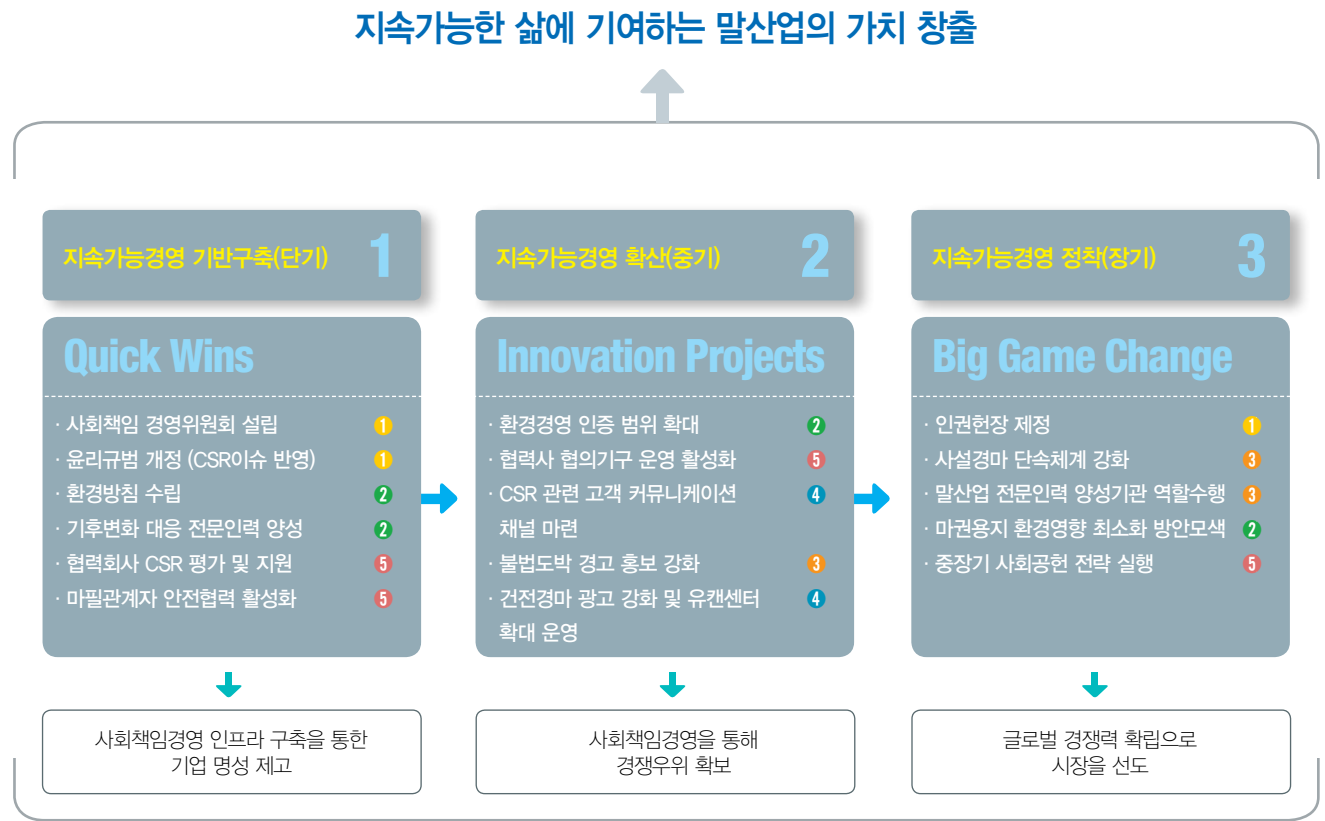 지속가능한 삶에 기여하는 말산업의 가치 창출
지속가능경영 기반구축(단기) 1
Quick Wins
· 사회책임 경영위원회 설립 1
· 윤리규범 개정 (CSR이슈 반영) 1
· 환경방침 수립 2
· 기후변화 대응 전문인력 양성 2
· 협력회사 CSR 평가 및 지원 5
· 마필관계자 안전협력 활성화 5
사회책임경영 인프라 구축을 통한
기업 명성 제고
지속가능경영 확산(중기) 2
Innovation Projects
· 환경경영 인증 범위 확대 2
· 협력사 협의기구 운영 활성화 5
· CSR 관련 고객 커뮤니케이션 4
채널 마련
· 불법도박 경고 홍보 강화 3
· 건전경마 광고 강화 및 유캔센터 4
확대 운영
사회책임경영을 통해
경쟁우위 확보
지속가능경영 정착(장기) 3
Big Game Change
· 인권헌장 제정 1
· 사설경마 단속체계 강화 3
· 말산업 전문인력 양성기관 역할수행 3
· 마권용지 환경영향 최소화 방안모색 2
· 중장기 사회공헌 전략 실행 5
글로벌 경쟁력 확립으로
시장을 선도